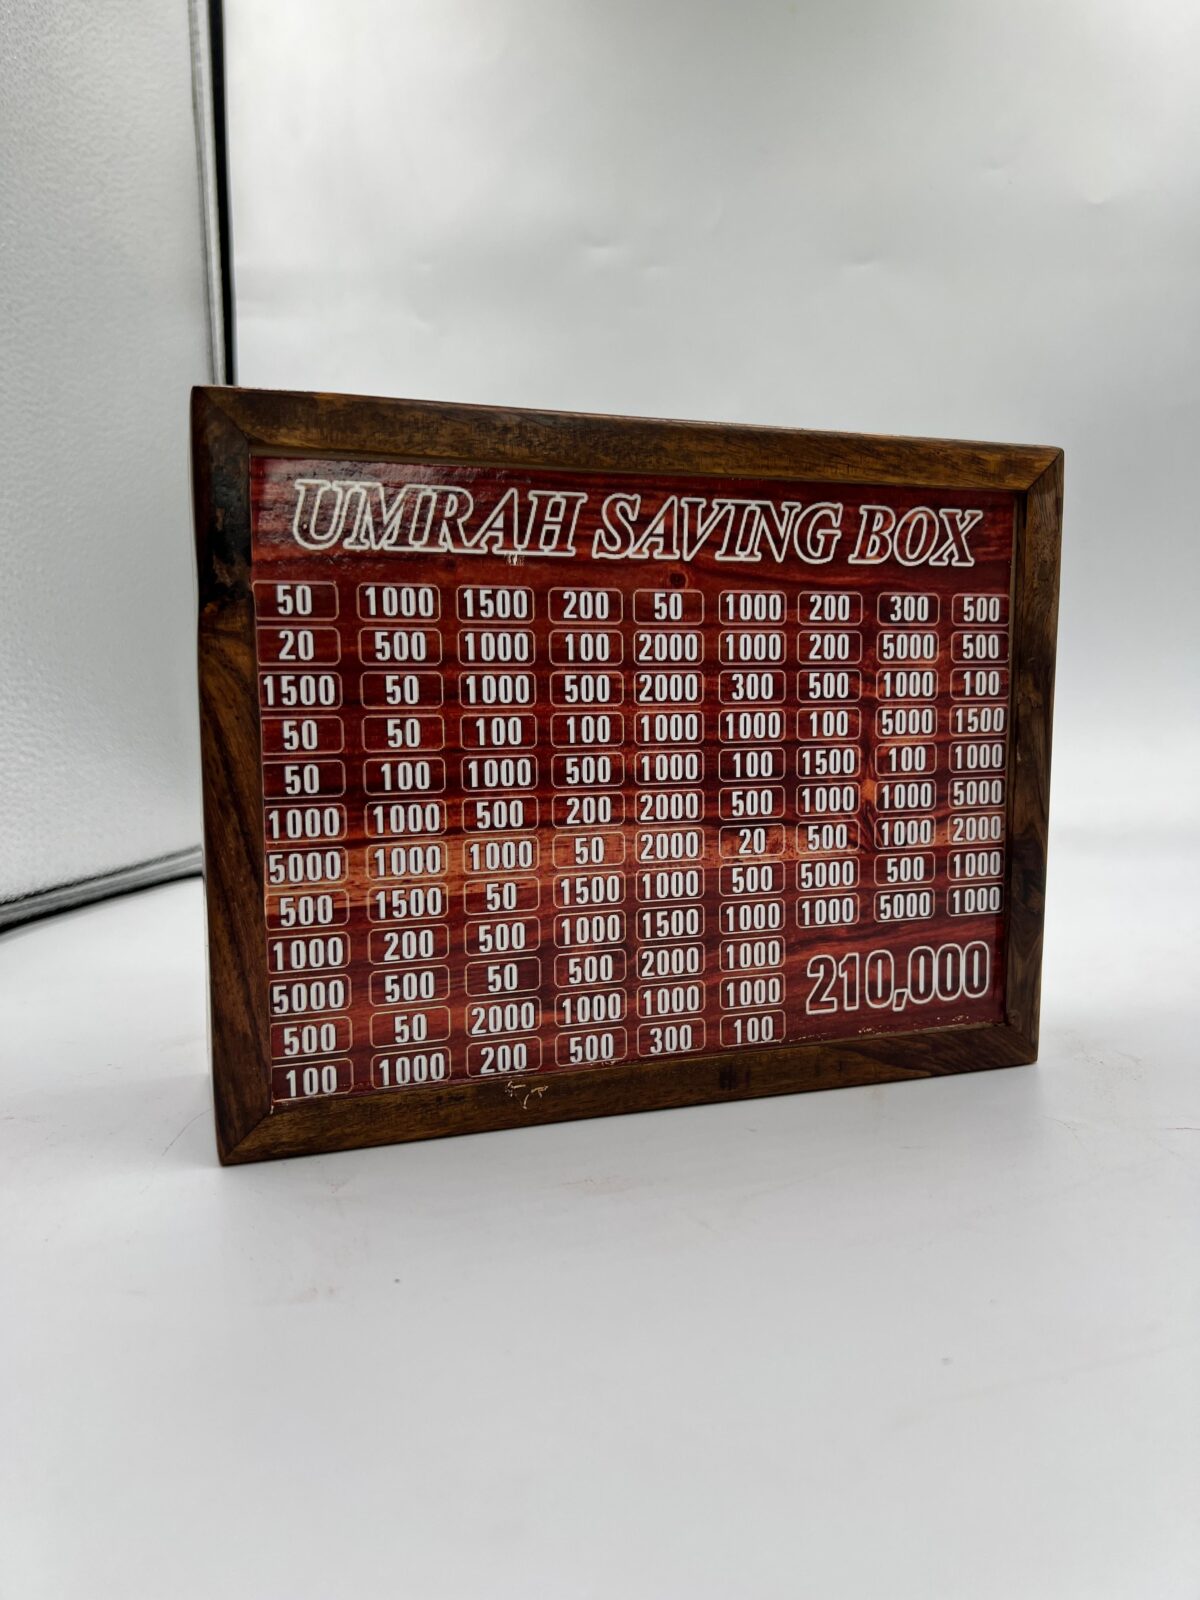 UMRAH SAVING BOX
50 1000 1500 200 50 1000 200 300 500
20 500 1000 100 2000 1000 200 5000 500
1500 50 1000 500 2000 300 500 1000 100
50 50 100 100 1000 1000 100 5000 1500
50 100 1000 500 1000 100 1500 100 1000
1000 1000 500 200 2000 500 1000 1000 5000
5000 1000 1000 50 2000 20 500 1000 2000
500 1500 50 1500 1000 500 5000 500 1000
1000 200 500 1000 1500 1000 1000 5000 1000
5000 500 50 500 2000 1000
500 50 2000 1000 1000 1000
100 1000 200 500 300 100
210,000